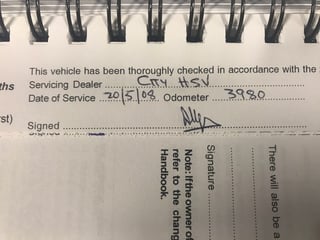 This vehicle has been thoroughly checked in accordance with the
Servicing Dealer CITY HSV
Date of Service 20/5/08 Odometer 3980
Signed
ths
rst)
There will also be a
Signature
Note: If the owner of
refer to the chang
Handbook.